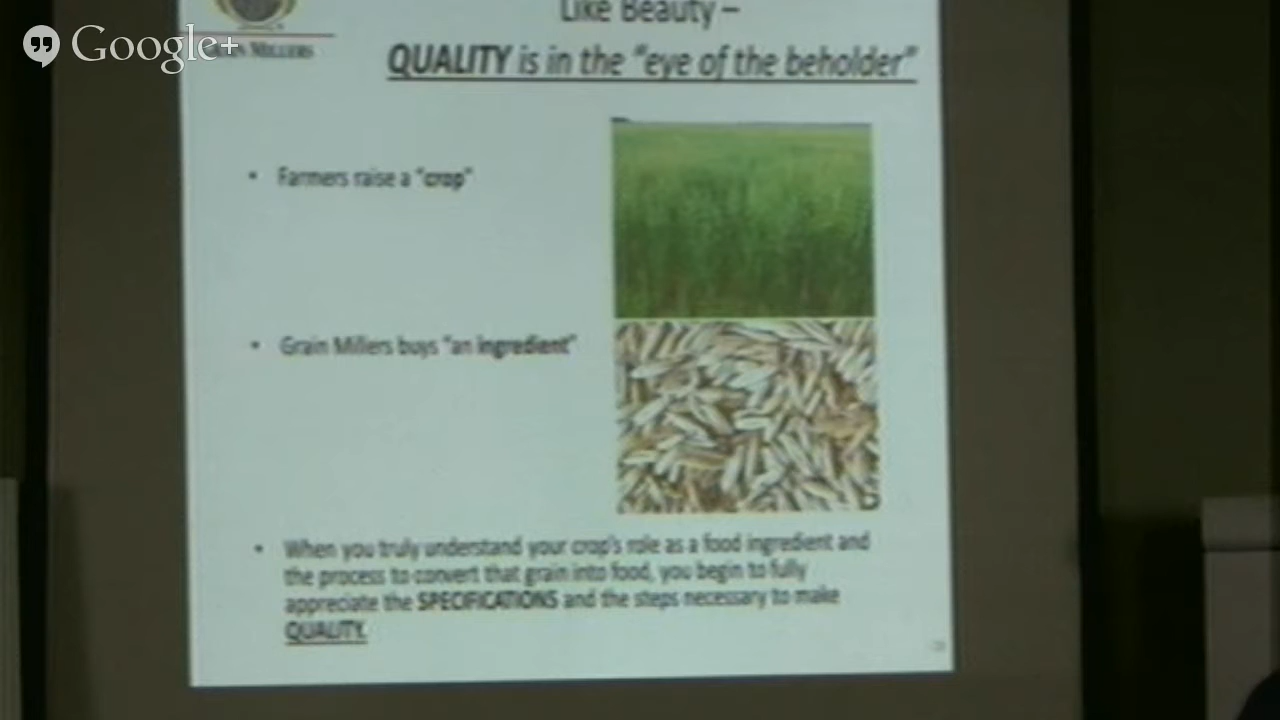 Like Beauty –
Google+
MILLERS
QUALITY is in the "eye of the beholder"
• Farmers raise a "crop"
• Grain Millers buys "an ingredient"
• When you truly understand your crop's role as a food ingredient and
the process to convert that grain into food, you begin to fully
appreciate the SPECIFICATIONS and the steps necessary to make
QUALITY.